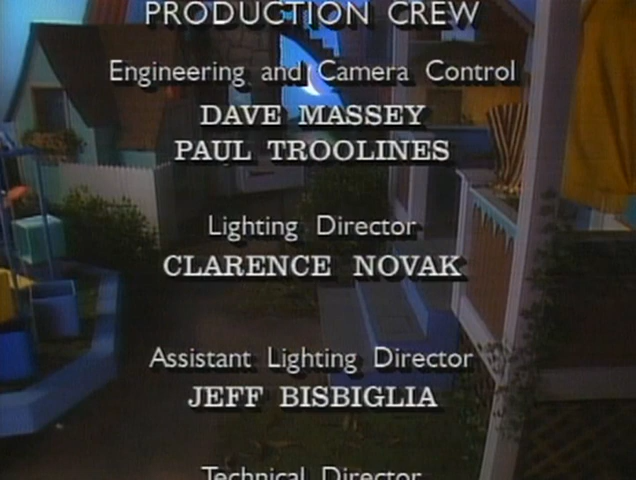 PRODUCTION CREW
Engineering and Camera Control
DAVE MASSEY
PAUL TROOLINES
Lighting Director
CLARENCE NOVAK
Assistant Lighting Director
JEFF BISBIGLIA
Technical Director